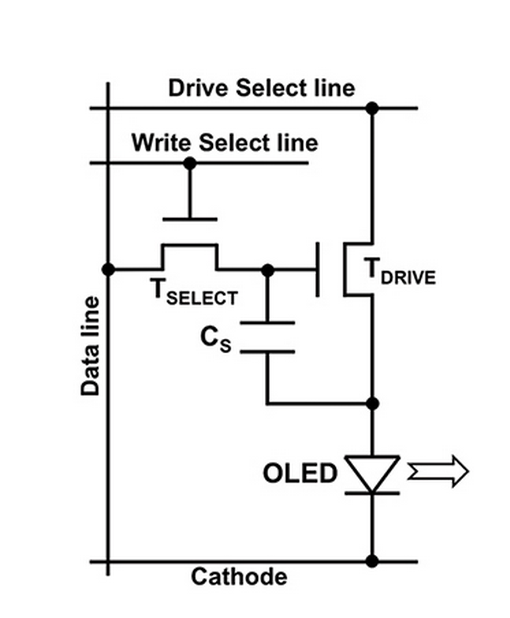 Drive Select line
Write Select line
TSELECT
TDRIVE
Data line
CS
OLED
Cathode